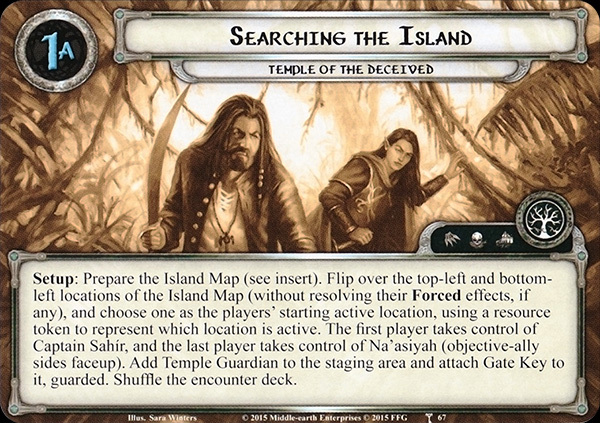 1A
Searching the Island
Temple of the Deceived
Setup: Prepare the Island Map (see insert). Flip over the top-left and bottom-
left locations of the Island Map (without resolving their Forced effects, if
any), and choose one as the players' starting active location, using a resource
token to represent which location is active. The first player takes control of
Captain Sahír, and the last player takes control of Na'asiyah (objective-ally
sides faceup). Add Temple Guardian to the staging area and attach Gate Key to
it, guarded. Shuffle the encounter deck.
Illus. Sara Winters © 2015 Middle-earth Enterprises © 2015 FFG 67